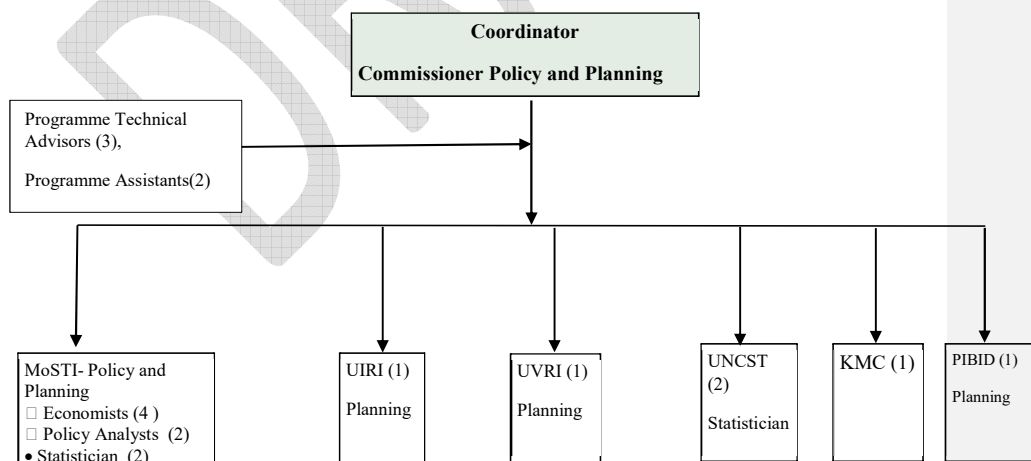 Coordinator
Commissioner Policy and Planning
Programme Technical
Advisors (3),
Programme Assistants(2)
MoSTI- Policy and
Planning
□ Economists (4 )
□ Policy Analysts (2)
• Statistician (2)
UIRI (1)
Planning
UVRI (1)
Planning
UNCST
(2)
Statistician
KMC (1)
PIBID (1)
Planning